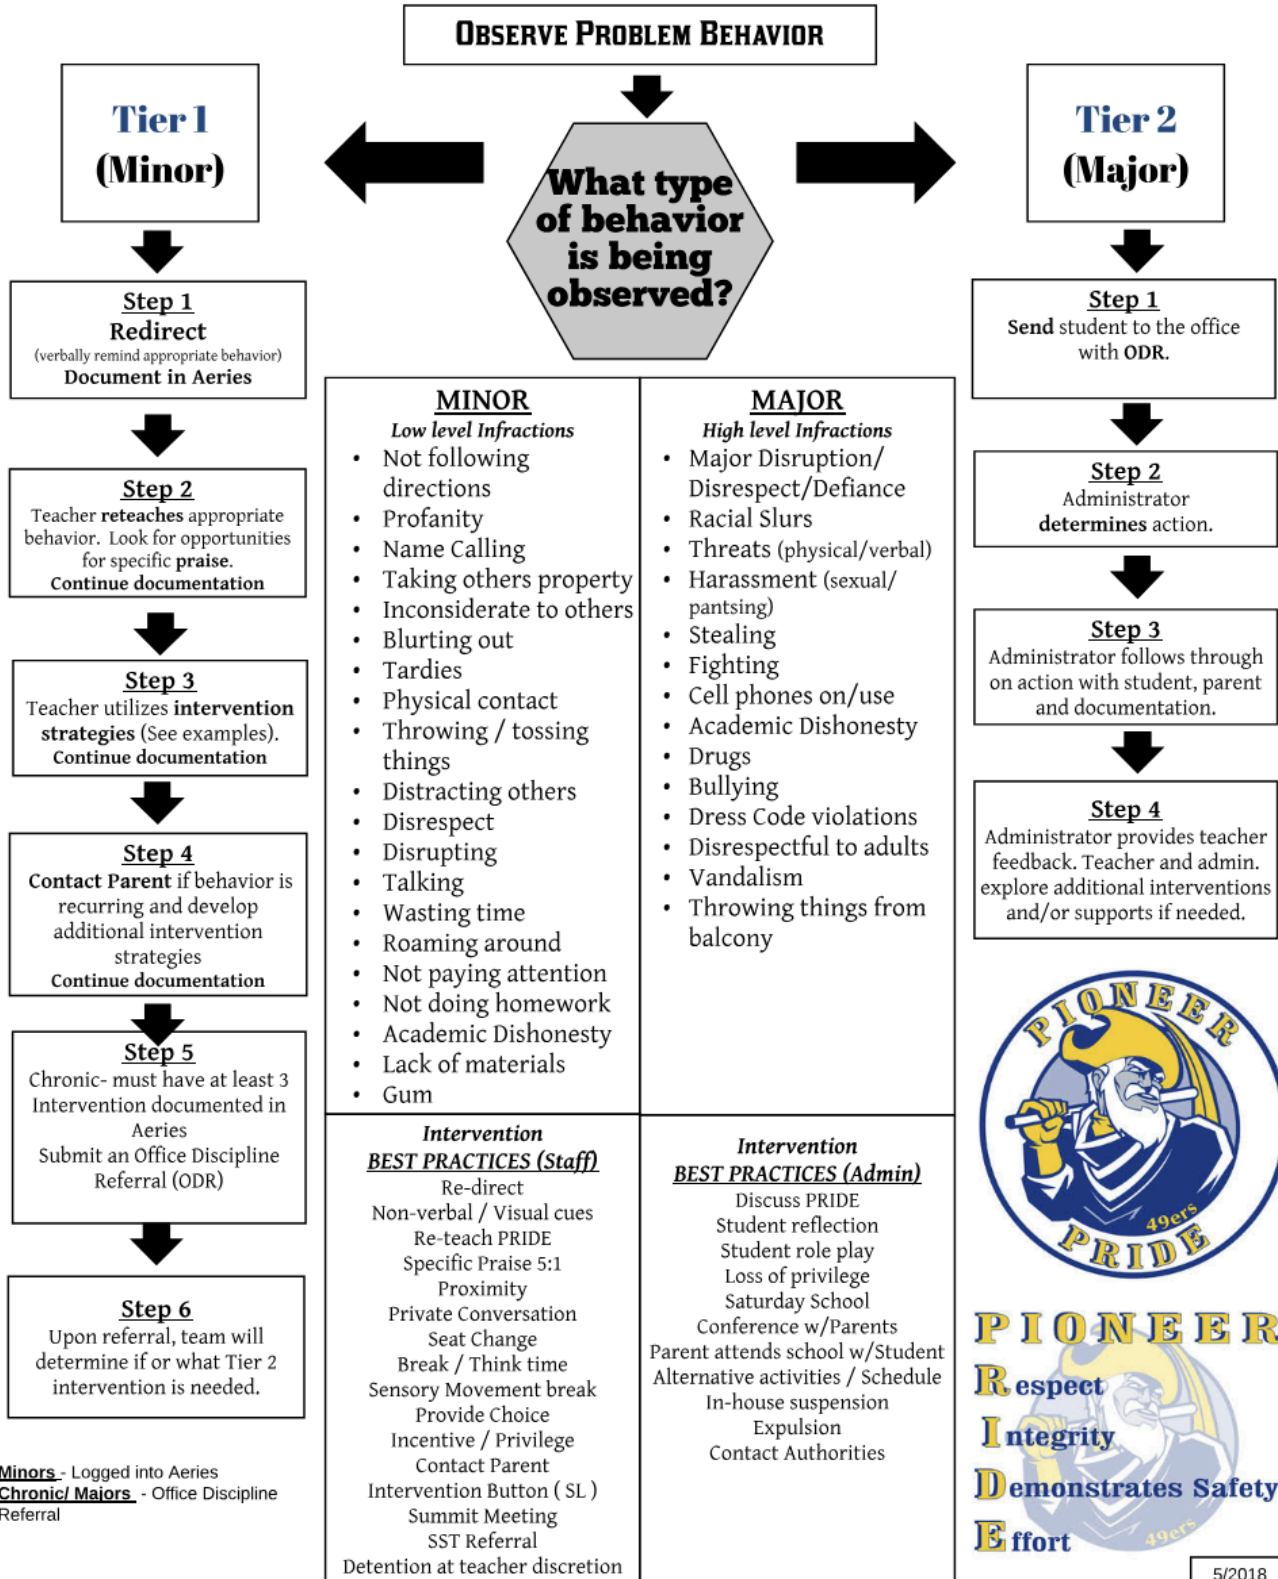 OBSERVE PROBLEM BEHAVIOR
Tier 1
(Minor)
What type
of behavior
is being
observed?
Tier 2
(Major)
Step 1
Redirect
(verbally remind appropriate behavior)
Document in Aeries
Step 2
Teacher reteaches appropriate
behavior. Look for opportunities
for specific praise.
Continue documentation
Step 3
Teacher utilizes intervention
strategies (See examples).
Continue documentation
Step 4
Contact Parent if behavior is
recurring and develop
additional intervention
strategies
Continue documentation
Step 5
Chronic- must have at least 3
Intervention documented in
Aeries
Submit an Office Discipline
Referral (ODR)
Step 6
Upon referral, team will
determine if or what Tier 2
intervention is needed.
Minors - Logged into Aeries
Chronic/ Majors - Office Discipline
Referral
MINOR
Low level Infractions
• Not following
directions
• Profanity
• Name Calling
• Taking others property
• Inconsiderate to others
• Blurting out
• Tardies
• Physical contact
• Throwing / tossing
things
• Distracting others
• Disrespect
• Disrupting
• Talking
• Wasting time
• Roaming around
• Not paying attention
• Not doing homework
• Academic Dishonesty
• Lack of materials
• Gum
Intervention
BEST PRACTICES (Staff)
Re-direct
Non-verbal / Visual cues
Re-teach PRIDE
Specific Praise 5:1
Proximity
Private Conversation
Seat Change
Break / Think time
Sensory Movement break
Provide Choice
Incentive / Privilege
Contact Parent
Intervention Button ( SL )
Summit Meeting
SST Referral
Detention at teacher discretion
MAJOR
High level Infractions
• Major Disruption/
Disrespect/Defiance
• Racial Slurs
• Threats (physical/verbal)
• Harassment (sexual/
pantsing)
• Stealing
• Fighting
• Cell phones on/use
• Academic Dishonesty
• Drugs
• Bullying
• Dress Code violations
• Disrespectful to adults
• Vandalism
• Throwing things from
balcony
Intervention
BEST PRACTICES (Admin)
Discuss PRIDE
Student reflection
Student role play
Loss of privilege
Saturday School
Conference w/Parents
Parent attends school w/Student
Alternative activities / Schedule
In-house suspension
Expulsion
Contact Authorities
Step 1
Send student to the office
with ODR.
Step 2
Administrator
determines action.
Step 3
Administrator follows through
on action with student, parent
and documentation.
Step 4
Administrator provides teacher
feedback. Teacher and admin.
explore additional interventions
and/or supports if needed.
PIONEER
49ers
PRIDE
PIONEER
Respect
Integrity
Demonstrates Safety
Effort
49ers
5/2018